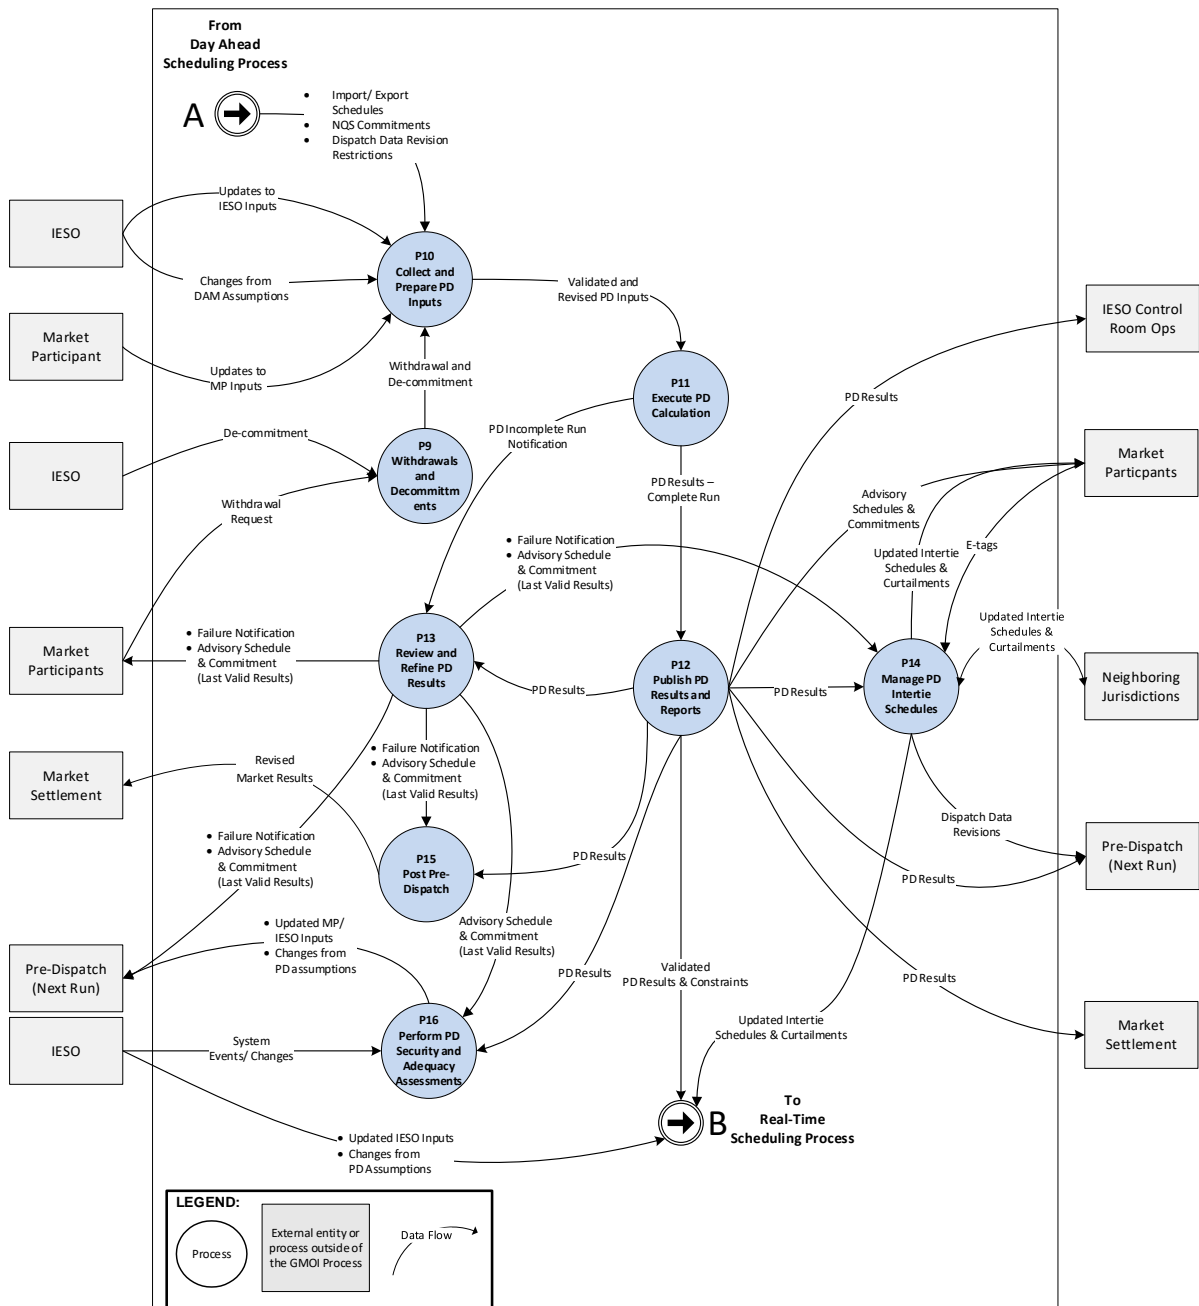 From
Day Ahead
Scheduling Process
A
• Import/ Export
Schedules
• NQS Commitments
• Dispatch Data Revision
Restrictions
IESO
Updates to
IESO Inputs
Changes from
DAM Assumptions
P10
Collect and
Prepare PD
Inputs
Validated and
Revised PD Inputs
IESO Control
Room Ops
Market
Participant
Updates to
MP Inputs
Withdrawal and
De-commitment
P11
Execute PD
Calculation
PD Results
IESO
De-commitment
PD Incomplete Run
Notification
P9
Withdrawals
and
Decommittm
ents
PD Results –
Complete Run
Market
Particpants
Withdrawal
Request
Advisory
Schedules &
Commitments
• Failure Notification
• Advisory Schedule
& Commitment
(Last Valid Results)
Updated Intertie
Schedules &
Curtailments
E-tags
Market
Participants
• Failure Notification
• Advisory Schedule
& Commitment
(Last Valid Results)
P13
Review and
Refine PD
Results
PD Results
P12
Publish PD
Results and
Reports
PD Results
P14
Manage PD
Intertie
Schedules
Updated Intertie
Schedules &
Curtailments
Neighboring
Jurisdictions
Market
Settlement
Revised
Market Results
• Failure Notification
• Advisory Schedule
& Commitment
(Last Valid Results)
Dispatch Data
Revisions
• Failure Notification
• Advisory Schedule
& Commitment
(Last Valid Results)
P15
Post Pre-
Dispatch
PD Results
PD Results
Pre-Dispatch
(Next Run)
• Updated MP/
IESO Inputs
• Changes from
PD assumptions
Advisory Schedule
& Commitment
(Last Valid Results)
Pre-Dispatch
(Next Run)
PD Results
Validated
PD Results & Constraints
PD Results
IESO
System
Events/ Changes
P16
Perform PD
Security and
Adequacy
Assessments
Updated Intertie
Schedules & Curtailments
Market
Settlement
• Updated IESO Inputs
• Changes from
PD Assumptions
B
To
Real-Time
Scheduling Process
LEGEND:
Process
External entity or
process outside of
the GMOI Process
Data Flow